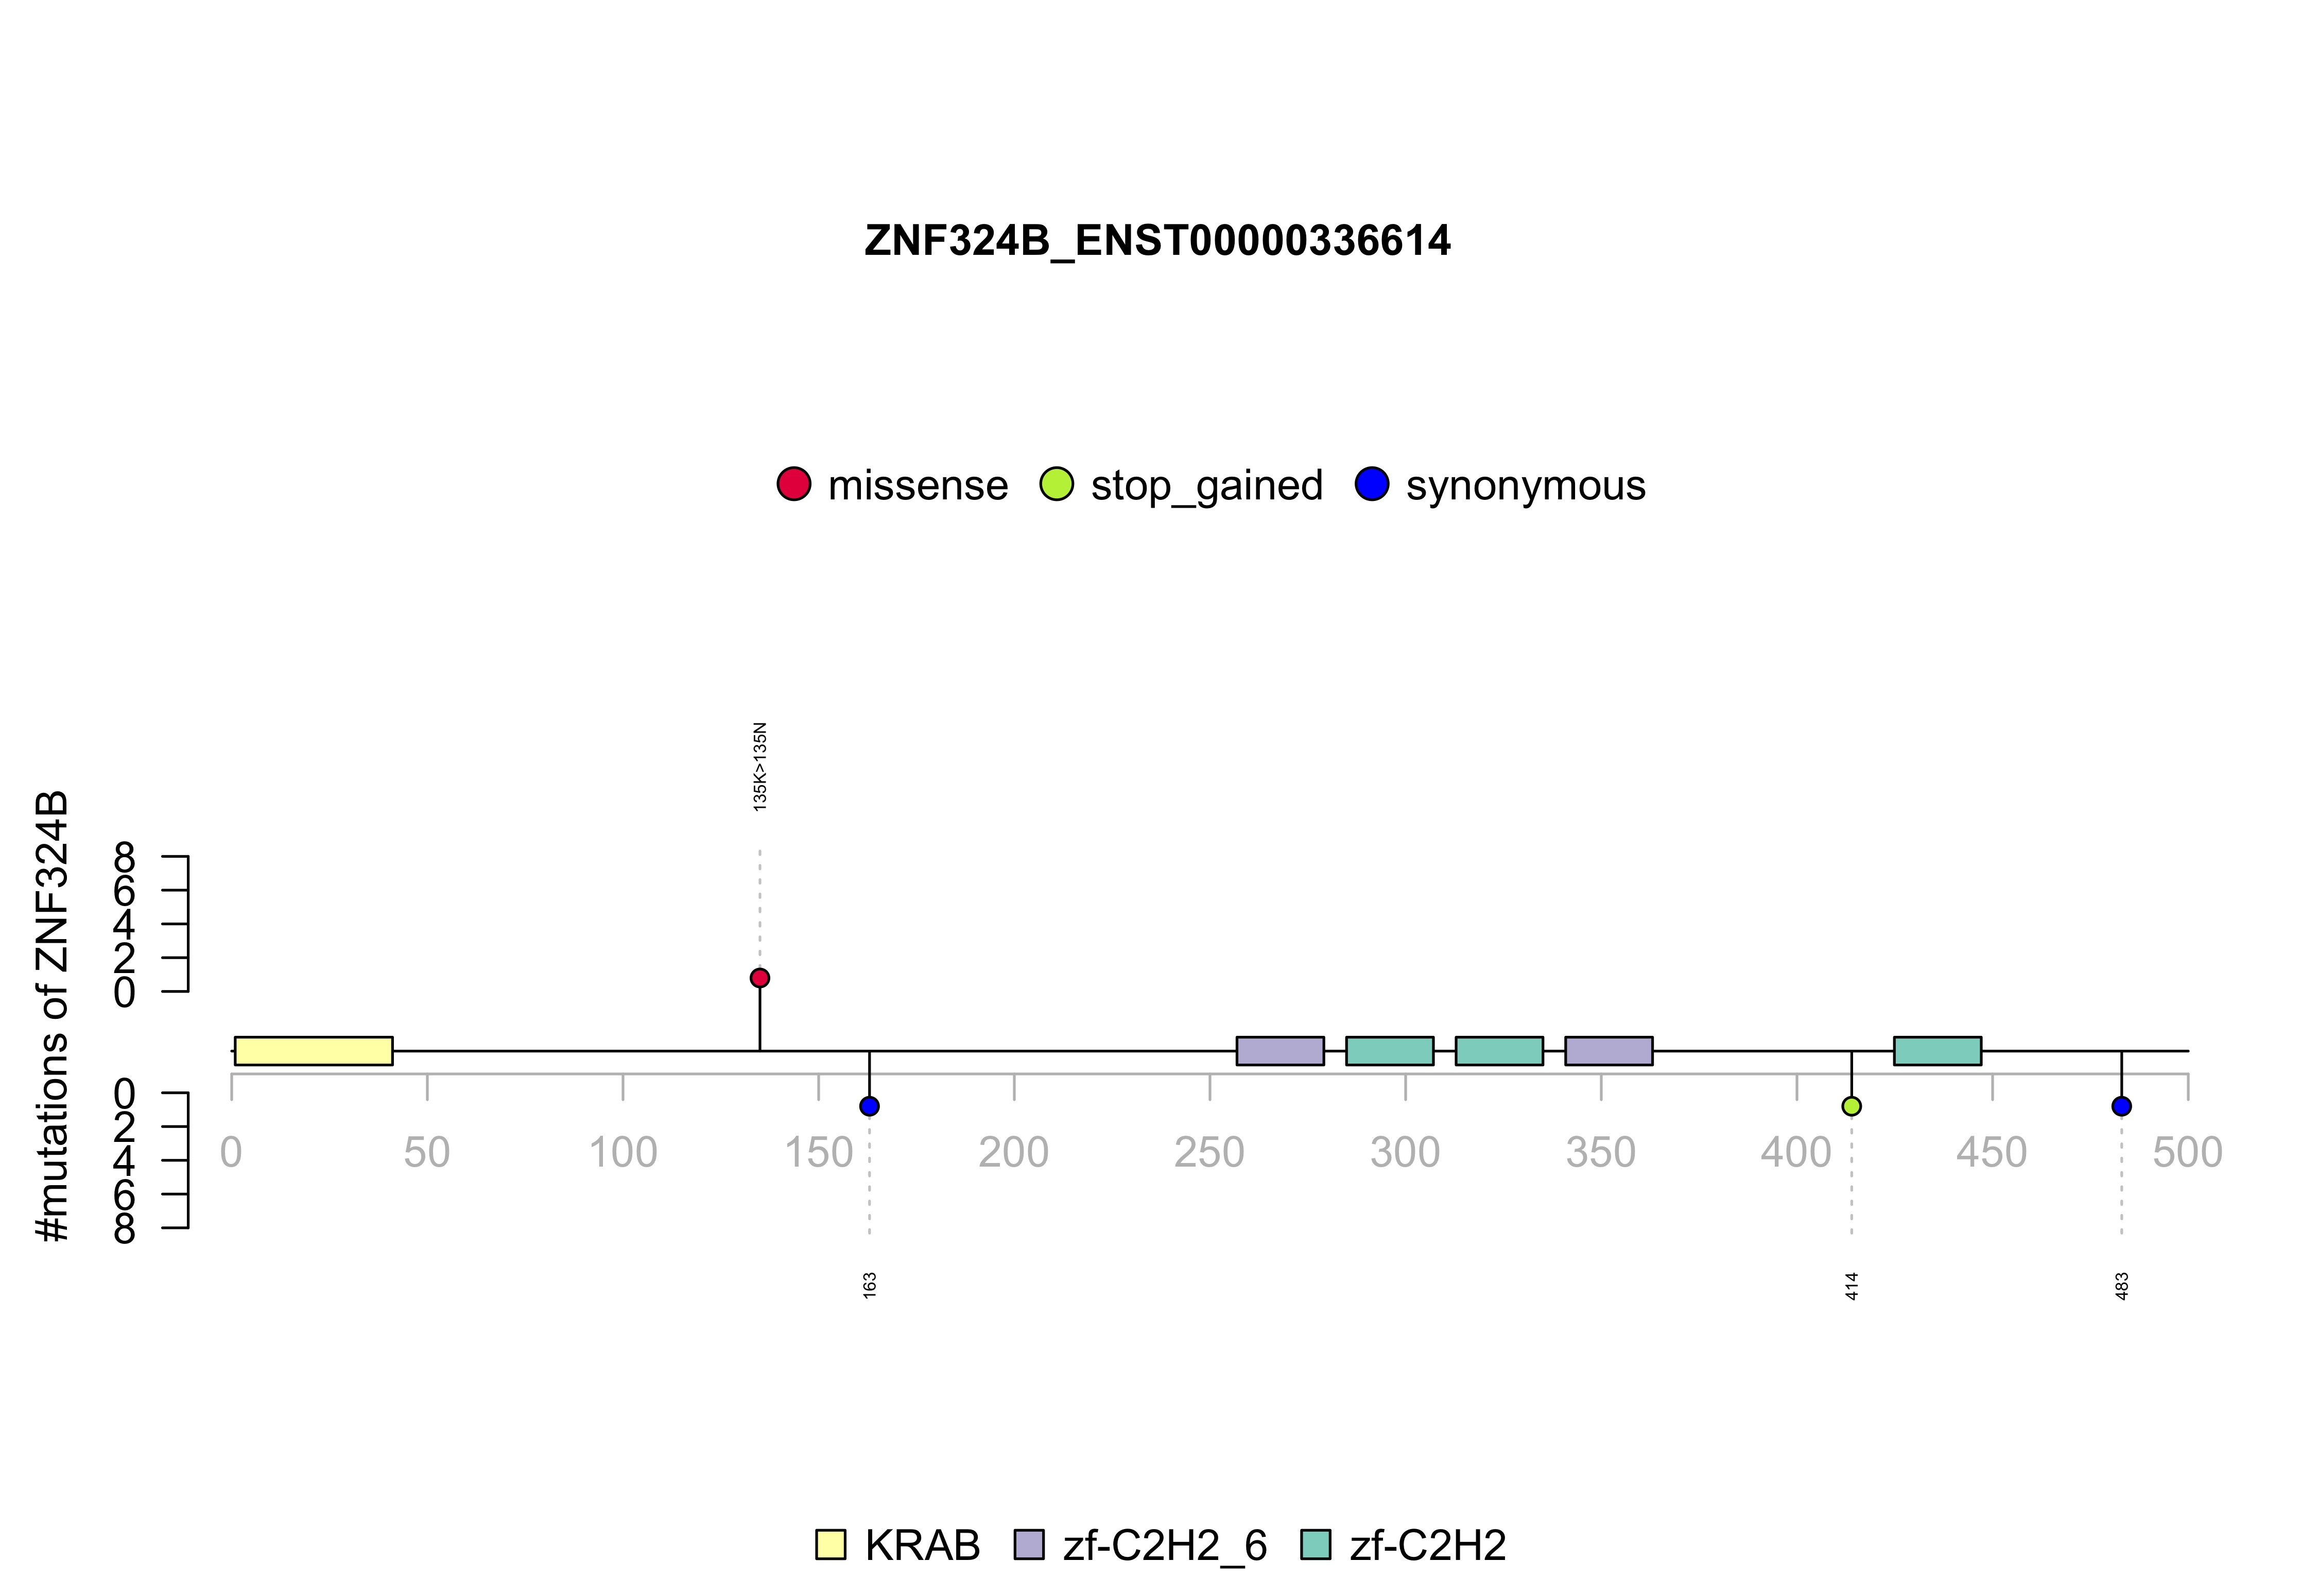 ZNF324B_ENST00000336614
missense stop_gained synonymous
135K>135N
#mutations of ZNF324B
8
6
4
2
0
0
2
4
6
8
0 50 100 150 200 250 300 350 400 450 500
163 414 483
KRAB zf-C2H2_6 zf-C2H2